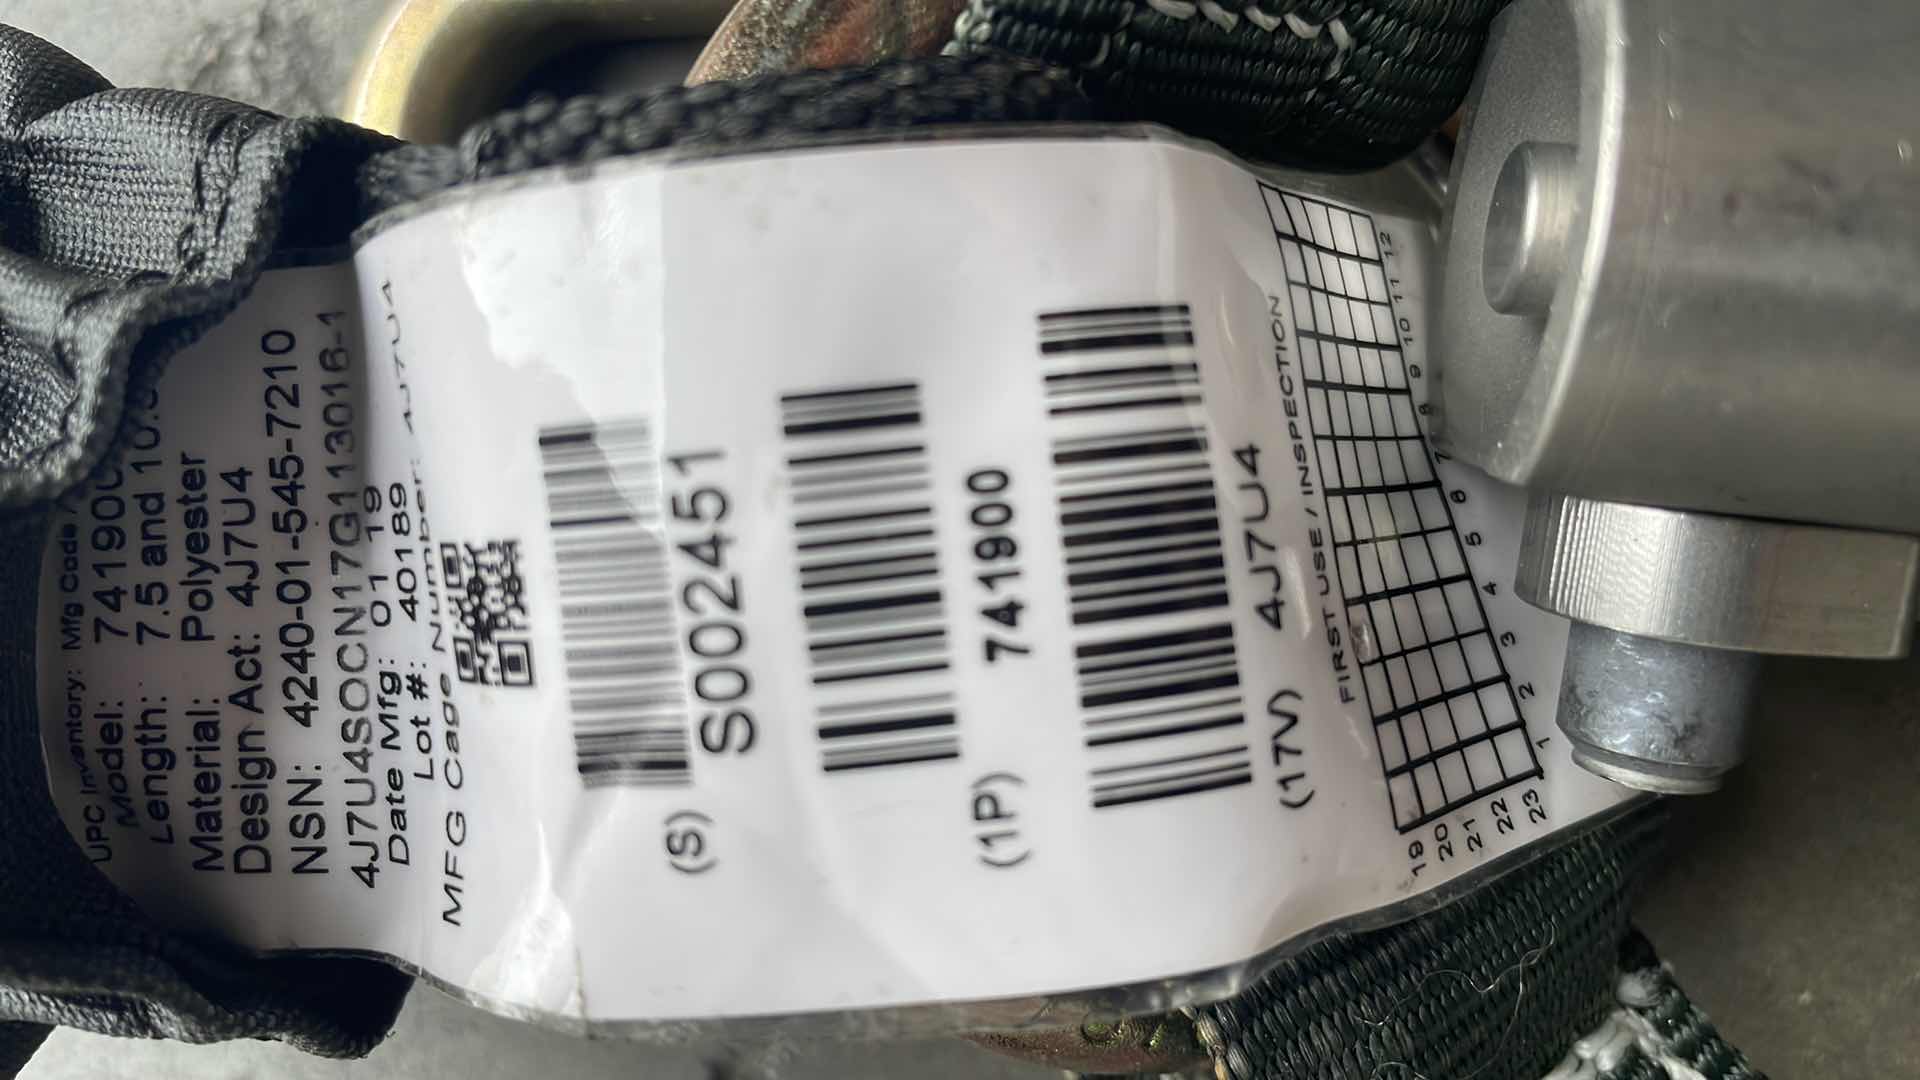 UPC Inventory: Mfg Code
Model: 74190
Length: 7.5 and 10.
Material: Polyester
Design Act: 4J7U4
NSN: 4240-01-545-7210
4J7U4SOCN17G113016-1
Date Mfg: 01 19
Lot #: 40189
MFG Cage Number: 4J7U4
(S) S002451
(1P) 741900
(17V) 4J7U4
FIRST USE / INSPECTION
1 2 3 4 5 6 7 8 9 10 11 12
19
20
21
22
23